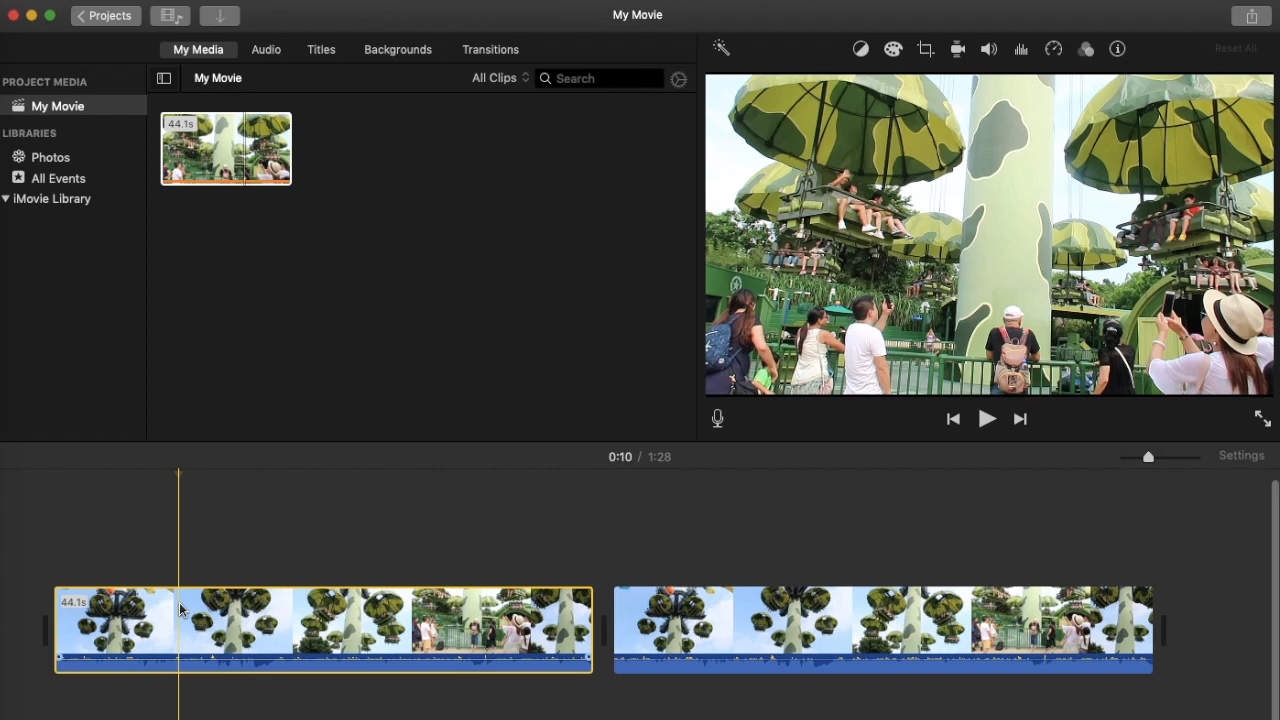 Projects
My Movie
My Media Audio Titles Backgrounds Transitions
Reset All
PROJECT MEDIA
My Movie
LIBRARIES
Photos
All Events
iMovie Library
My Movie
All Clips
Search
44.1s
0:10 / 1:28
Settings
44.1s